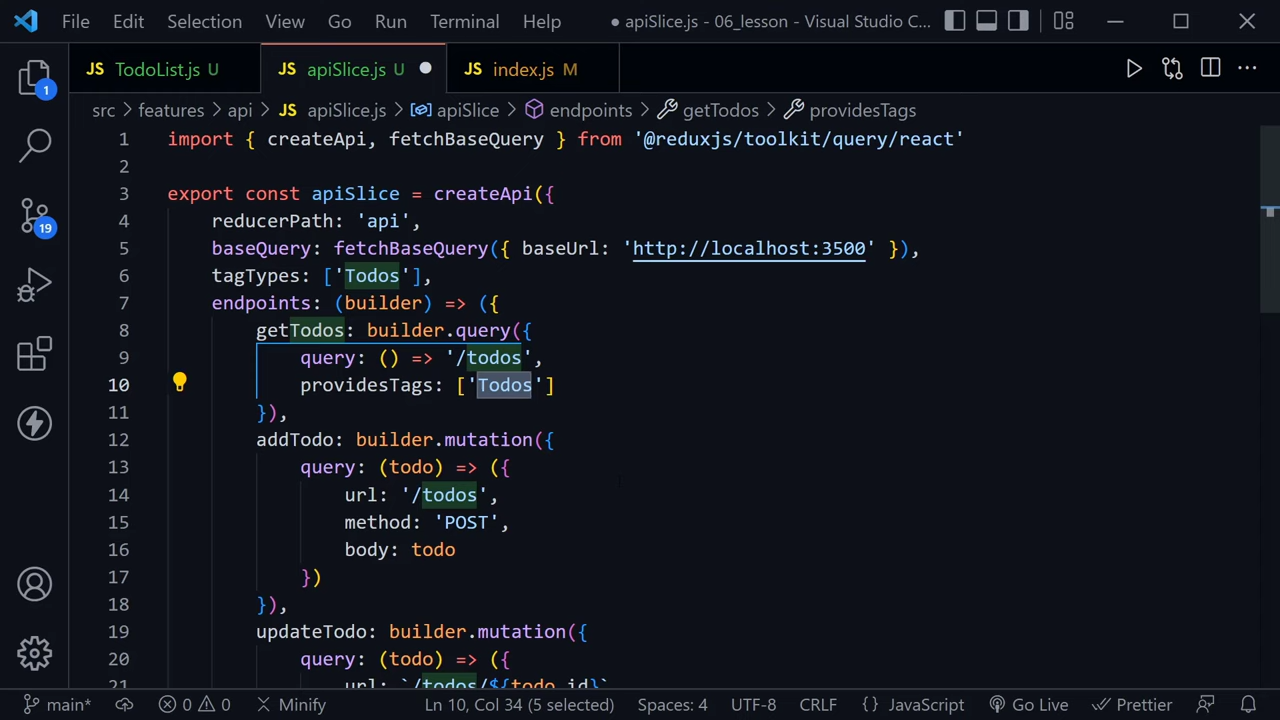 File Edit Selection View Go Run Terminal Help
● apiSlice.js - 06_lesson - Visual Studio C...
JS TodoList.js U
JS apiSlice.js U
JS index.js M
src > features > api > JS apiSlice.js > apiSlice > endpoints > getTodos > providesTags
1 import { createApi, fetchBaseQuery } from '@reduxjs/toolkit/query/react'
2
3 export const apiSlice = createApi({
4 reducerPath: 'api',
5 baseQuery: fetchBaseQuery({ baseUrl: 'http://localhost:3500' }),
6 tagTypes: ['Todos'],
7 endpoints: (builder) => ({
8 getTodos: builder.query({
9 query: () => '/todos',
10 providesTags: ['Todos']
11 }),
12 addTodo: builder.mutation({
13 query: (todo) => ({
14 url: '/todos',
15 method: 'POST',
16 body: todo
17 })
18 }),
19 updateTodo: builder.mutation({
20 query: (todo) => ({
21 url: `/todos/${todo.id}`
1
19
main* 0 0 Minify Ln 10, Col 34 (5 selected) Spaces: 4 UTF-8 CRLF {} JavaScript Go Live Prettier